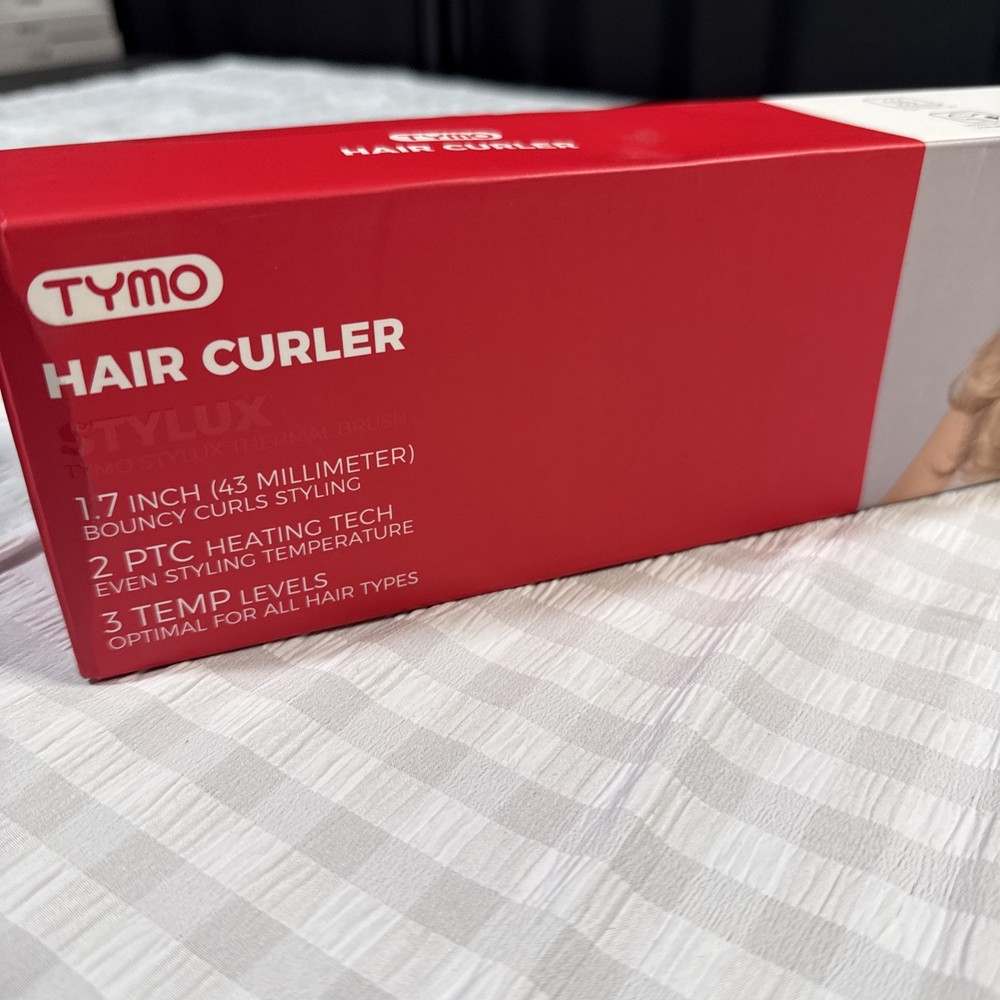 TYMO
HAIR CURLER
TYMO
HAIR CURLER
STYLUX
TYMO STYLUX THERMAL BRUSH
1.7 INCH (43 MILLIMETER)
BOUNCY CURLS STYLING
2 PTC HEATING TECH
EVEN STYLING TEMPERATURE
3 TEMP LEVELS
OPTIMAL FOR ALL HAIR TYPES